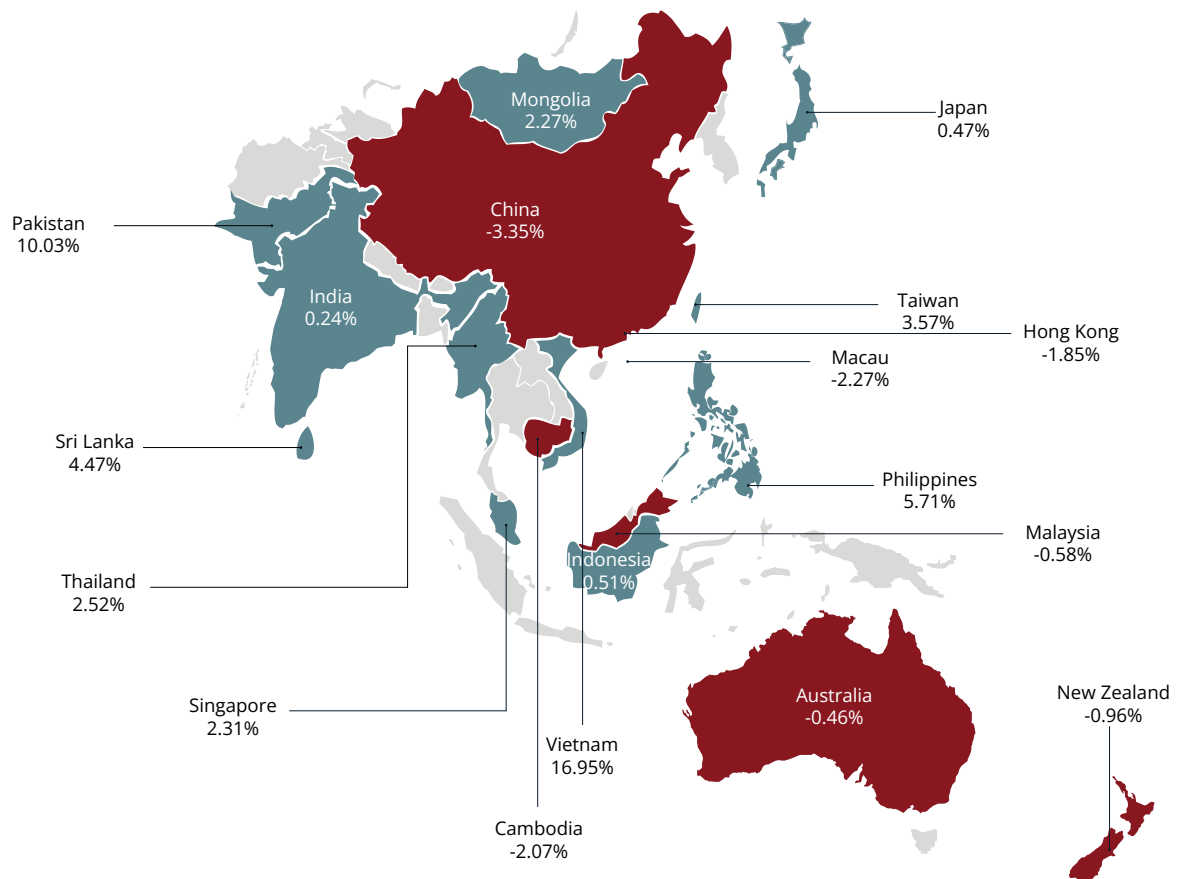 Mongolia
2.27%
Japan
0.47%
China
-3.35%
Pakistan
10.03%
India
0.24%
Taiwan
3.57%
Hong Kong
-1.85%
Macau
-2.27%
Sri Lanka
4.47%
Philippines
5.71%
Malaysia
-0.58%
Indonesia
0.51%
Thailand
2.52%
Singapore
2.31%
Australia
-0.46%
New Zealand
-0.96%
Vietnam
16.95%
Cambodia
-2.07%